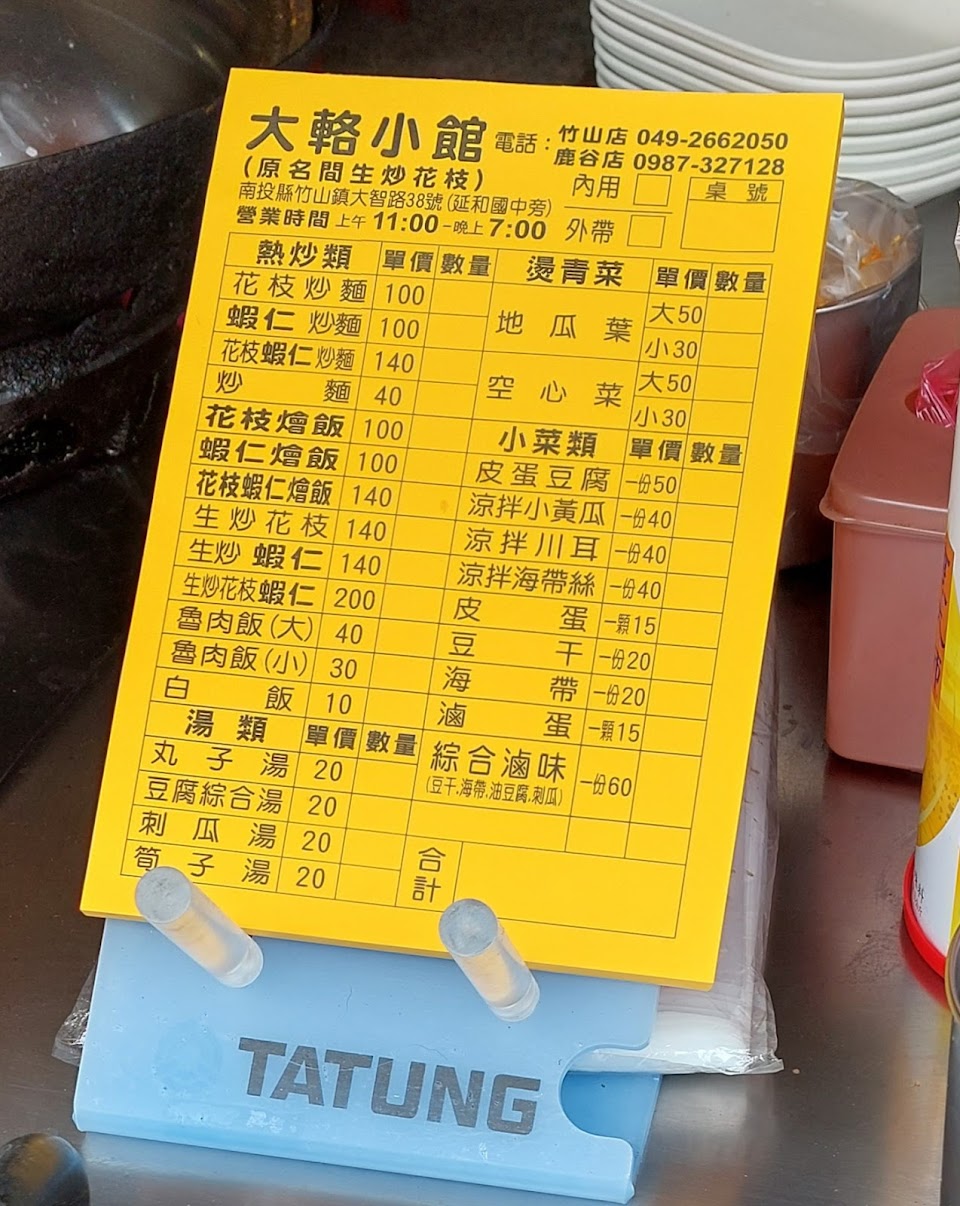 大輅小館 電話：竹山店 049-2662050
鹿谷店 0987-327128
(原名間生炒花枝)
南投縣竹山鎮大智路38號(延和國中旁)
營業時間 上午 11:00－晚上 7:00
內用 桌號
外帶
熱炒類 單價 數量
花枝炒麵 100
蝦仁炒麵 100
花枝蝦仁炒麵 140
炒麵 40
花枝燴飯 100
蝦仁燴飯 100
花枝蝦仁燴飯 140
生炒花枝 140
生炒蝦仁 140
生炒花枝蝦仁 200
魯肉飯(大) 40
魯肉飯(小) 30
白飯 10
湯類 單價 數量
丸子湯 20
豆腐綜合湯 20
刺瓜湯 20
筍子湯 20
燙青菜 單價 數量
地瓜葉 大50
小30
空心菜 大50
小30
小菜類 單價 數量
皮蛋豆腐 一份50
涼拌小黃瓜 一份40
涼拌川耳 一份40
涼拌海帶絲 一份40
皮蛋 一顆15
豆干 一份20
海帶 一份20
滷蛋 一顆15
綜合滷味 一份60
(豆干.海帶.油豆腐.刺瓜)
合計
TATUNG